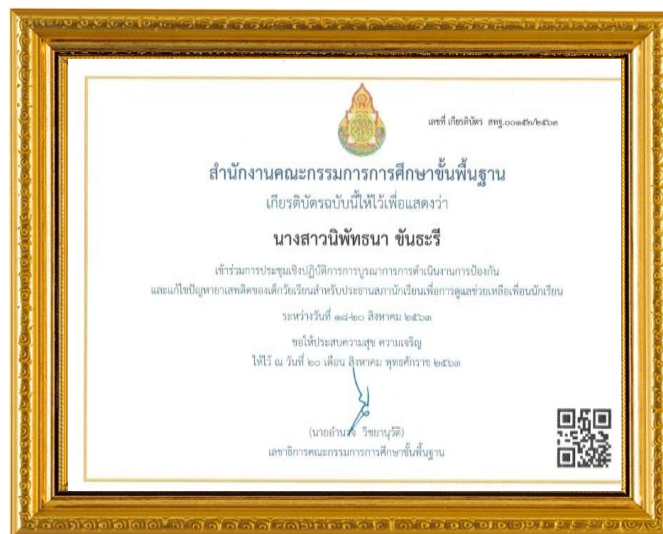 เลขที่ เกียรติบัตร สพฐ.๐๐๑๕๓/๒๕๖๓
สำนักงานคณะกรรมการการศึกษาขั้นพื้นฐาน
เกียรติบัตรฉบับนี้ให้ไว้เพื่อแสดงว่า
นางสาวนิพัทธนา ขันธะรี
เข้าร่วมการประชุมเชิงปฏิบัติการการบูรณาการการดำเนินงานการป้องกัน
และแก้ไขปัญหายาเสพติดของเด็กวัยเรียนสำหรับประธานสภานักเรียนเพื่อการดูแลช่วยเหลือเพื่อนนักเรียน
ระหว่างวันที่ ๑๘-๒๐ สิงหาคม ๒๕๖๓
ขอให้ประสบความสุข ความเจริญ
ให้ไว้ ณ วันที่ ๒๐ เดือน สิงหาคม พุทธศักราช ๒๕๖๓
(นายอำนาจ วิชยานุวัติ)
เลขาธิการคณะกรรมการการศึกษาขั้นพื้นฐาน